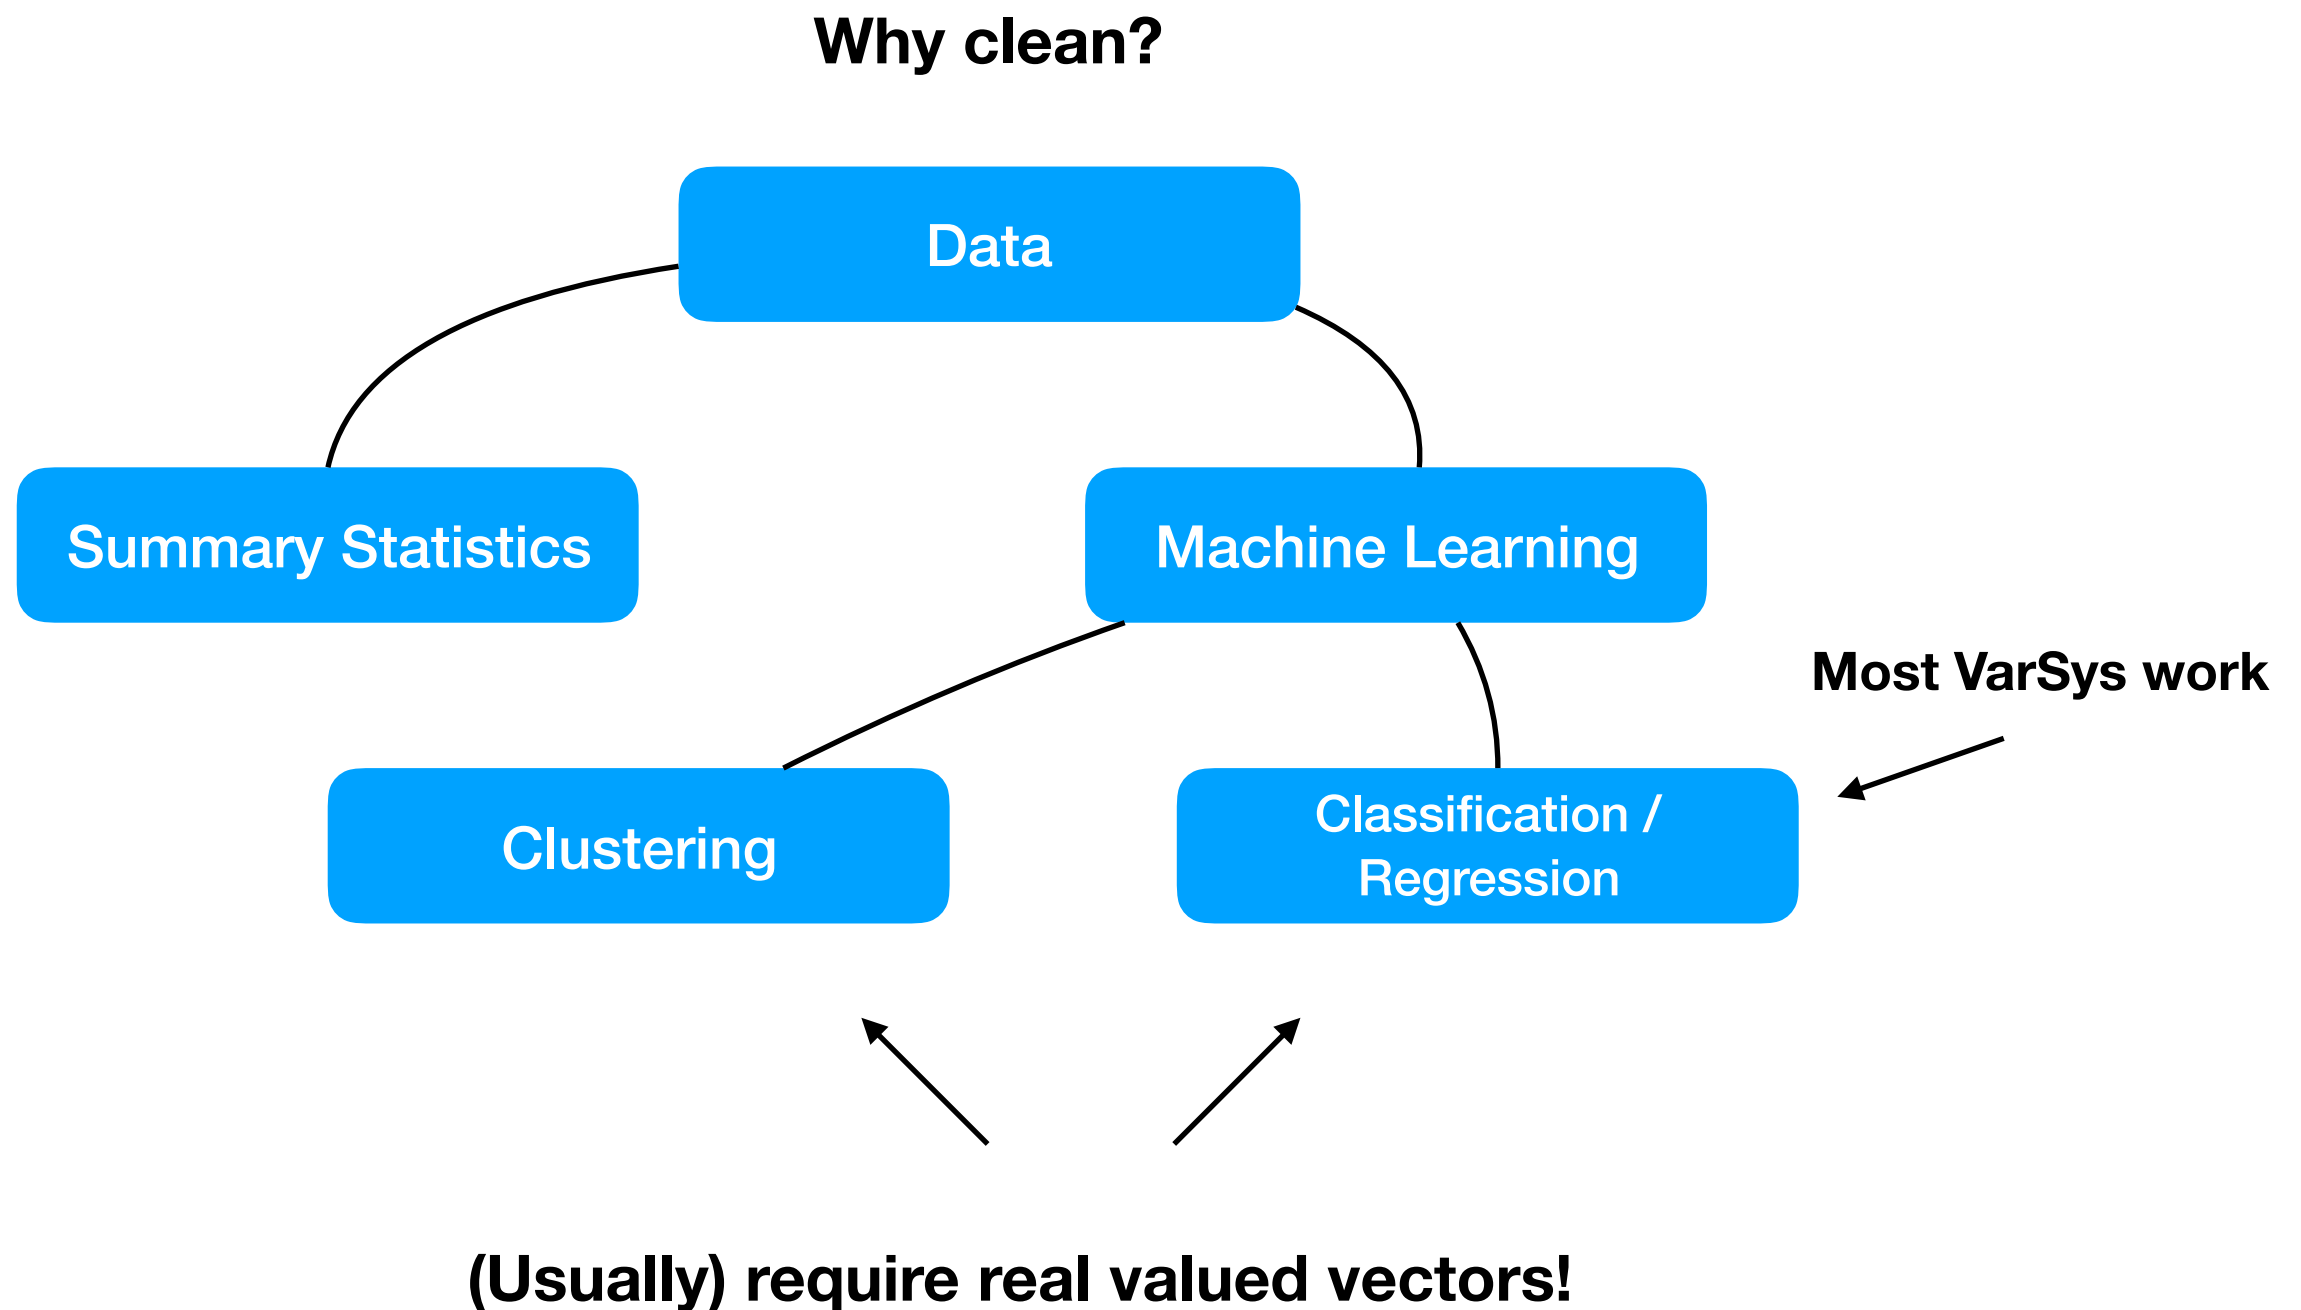 Why clean?
Data
Summary Statistics
Machine Learning
Most VarSys work
Clustering
Classification /
Regression
(Usually) require real valued vectors!